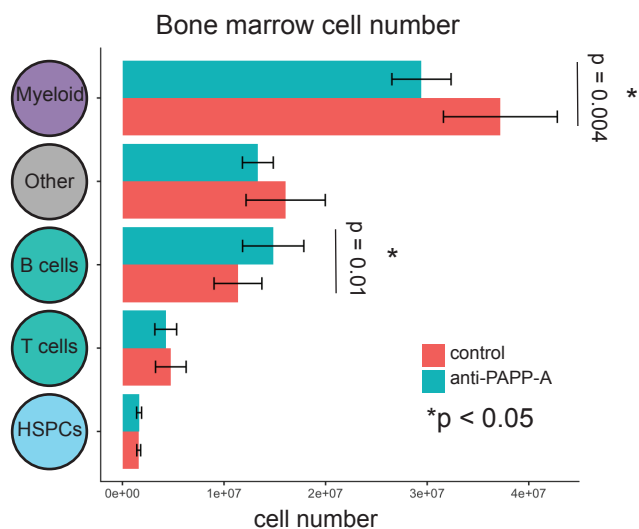 Bone marrow cell number
Myeloid
p = 0.004
*
Other
B cells
p = 0.01
*
T cells
control
anti-PAPP-A
*p < 0.05
HSPCs
0e+00 1e+07 2e+07 3e+07 4e+07
cell number